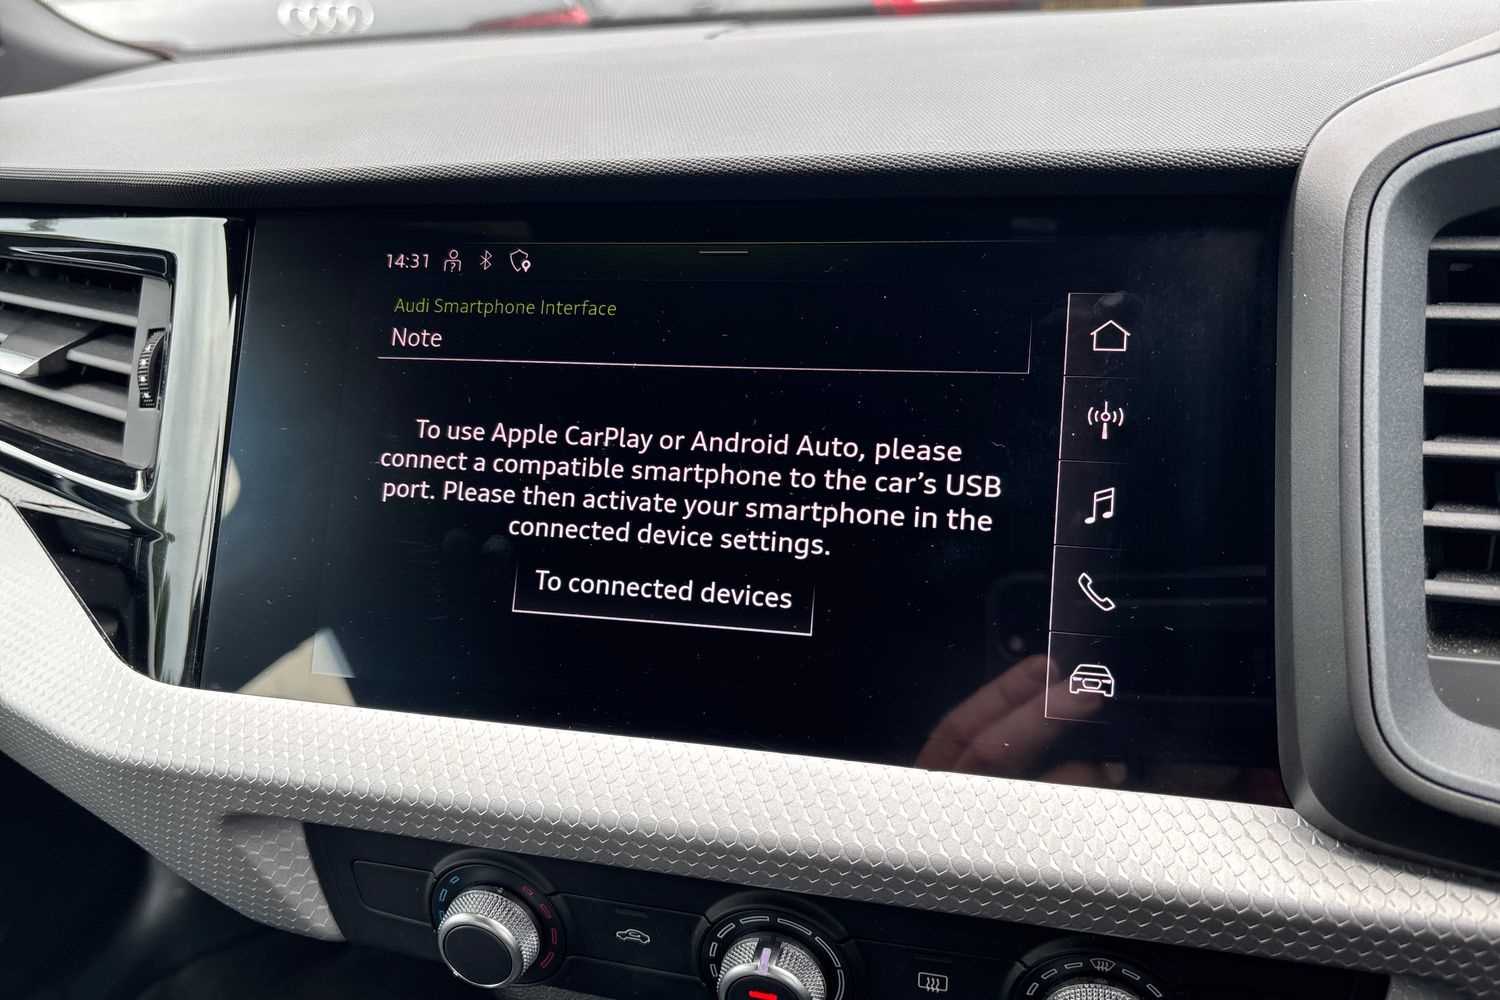 14:31
Audi Smartphone Interface
Note
To use Apple CarPlay or Android Auto, please
connect a compatible smartphone to the car's USB
port. Please then activate your smartphone in the
connected device settings.
To connected devices